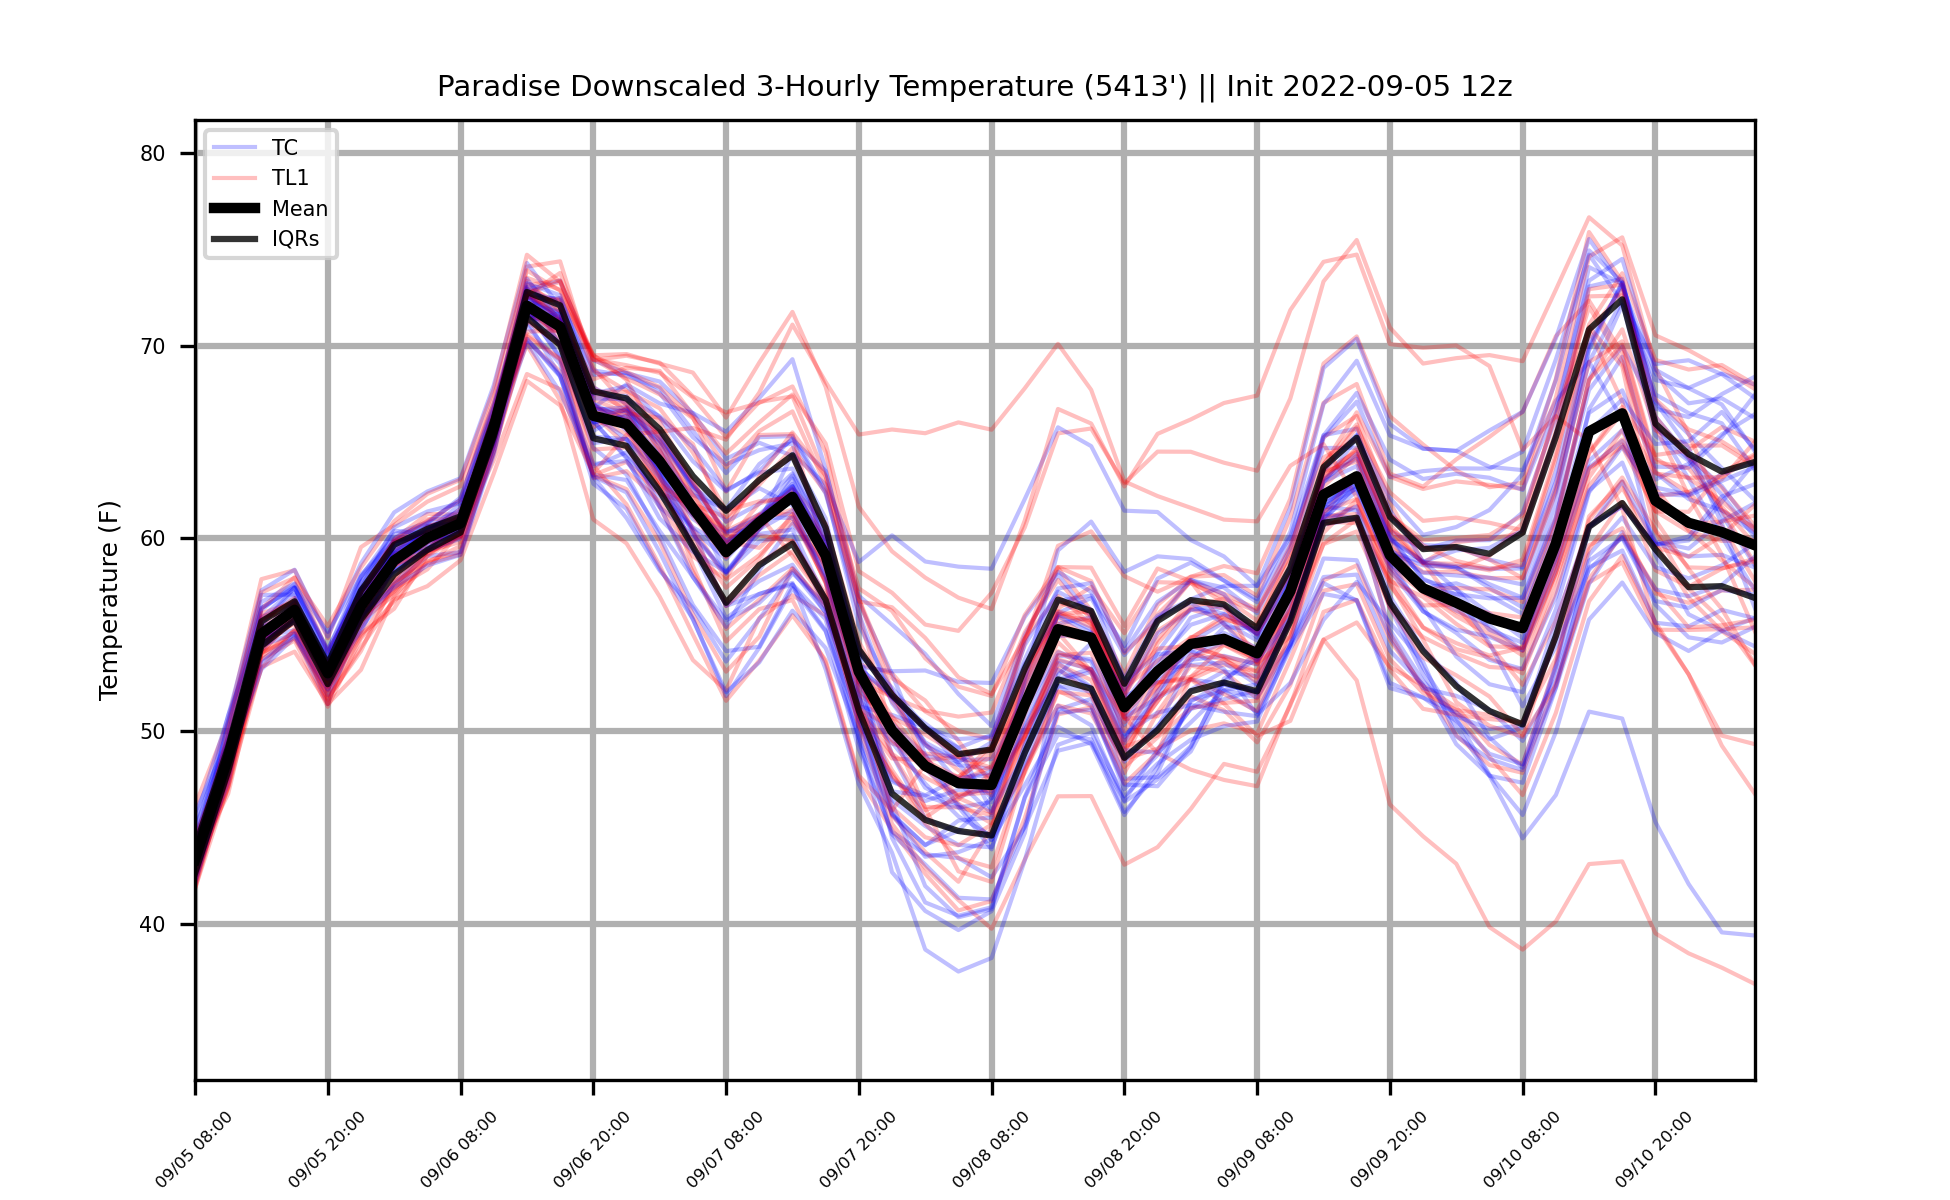 Paradise Downscaled 3-Hourly Temperature (5413') || Init 2022-09-05 12z
TC
TL1
Mean
IQRs
Temperature (F)
80
70
60
50
40
09/05 08:00
09/05 20:00
09/06 08:00
09/06 20:00
09/07 08:00
09/07 20:00
09/08 08:00
09/08 20:00
09/09 08:00
09/09 20:00
09/10 08:00
09/10 20:00